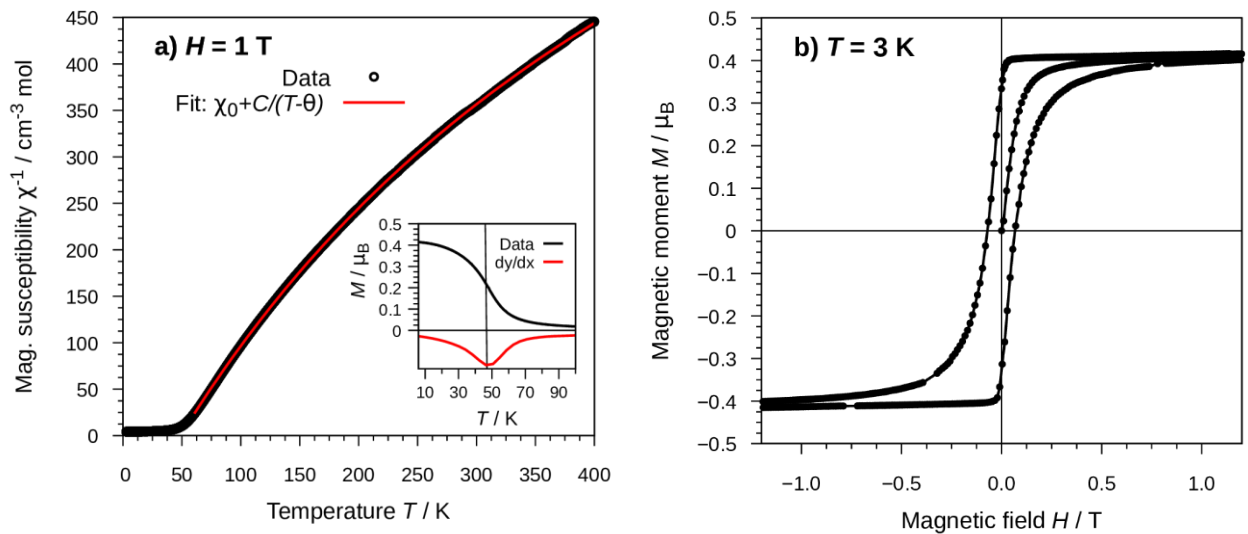 a) H = 1 T
Data
Fit: χ0+C/(T-θ)
Mag. susceptibility χ-1 / cm-3 mol
450
400
350
300
250
200
150
100
50
0
0 50 100 150 200 250 300 350 400
Temperature T / K
M / μB
0.5
0.4
0.3
0.2
0.1
0
Data
dy/dx
10 30 50 70 90
T / K
b) T = 3 K
Magnetic moment M / μB
0.5
0.4
0.3
0.2
0.1
0
−0.1
−0.2
−0.3
−0.4
−0.5
−1.0 −0.5 0.0 0.5 1.0
Magnetic field H / T